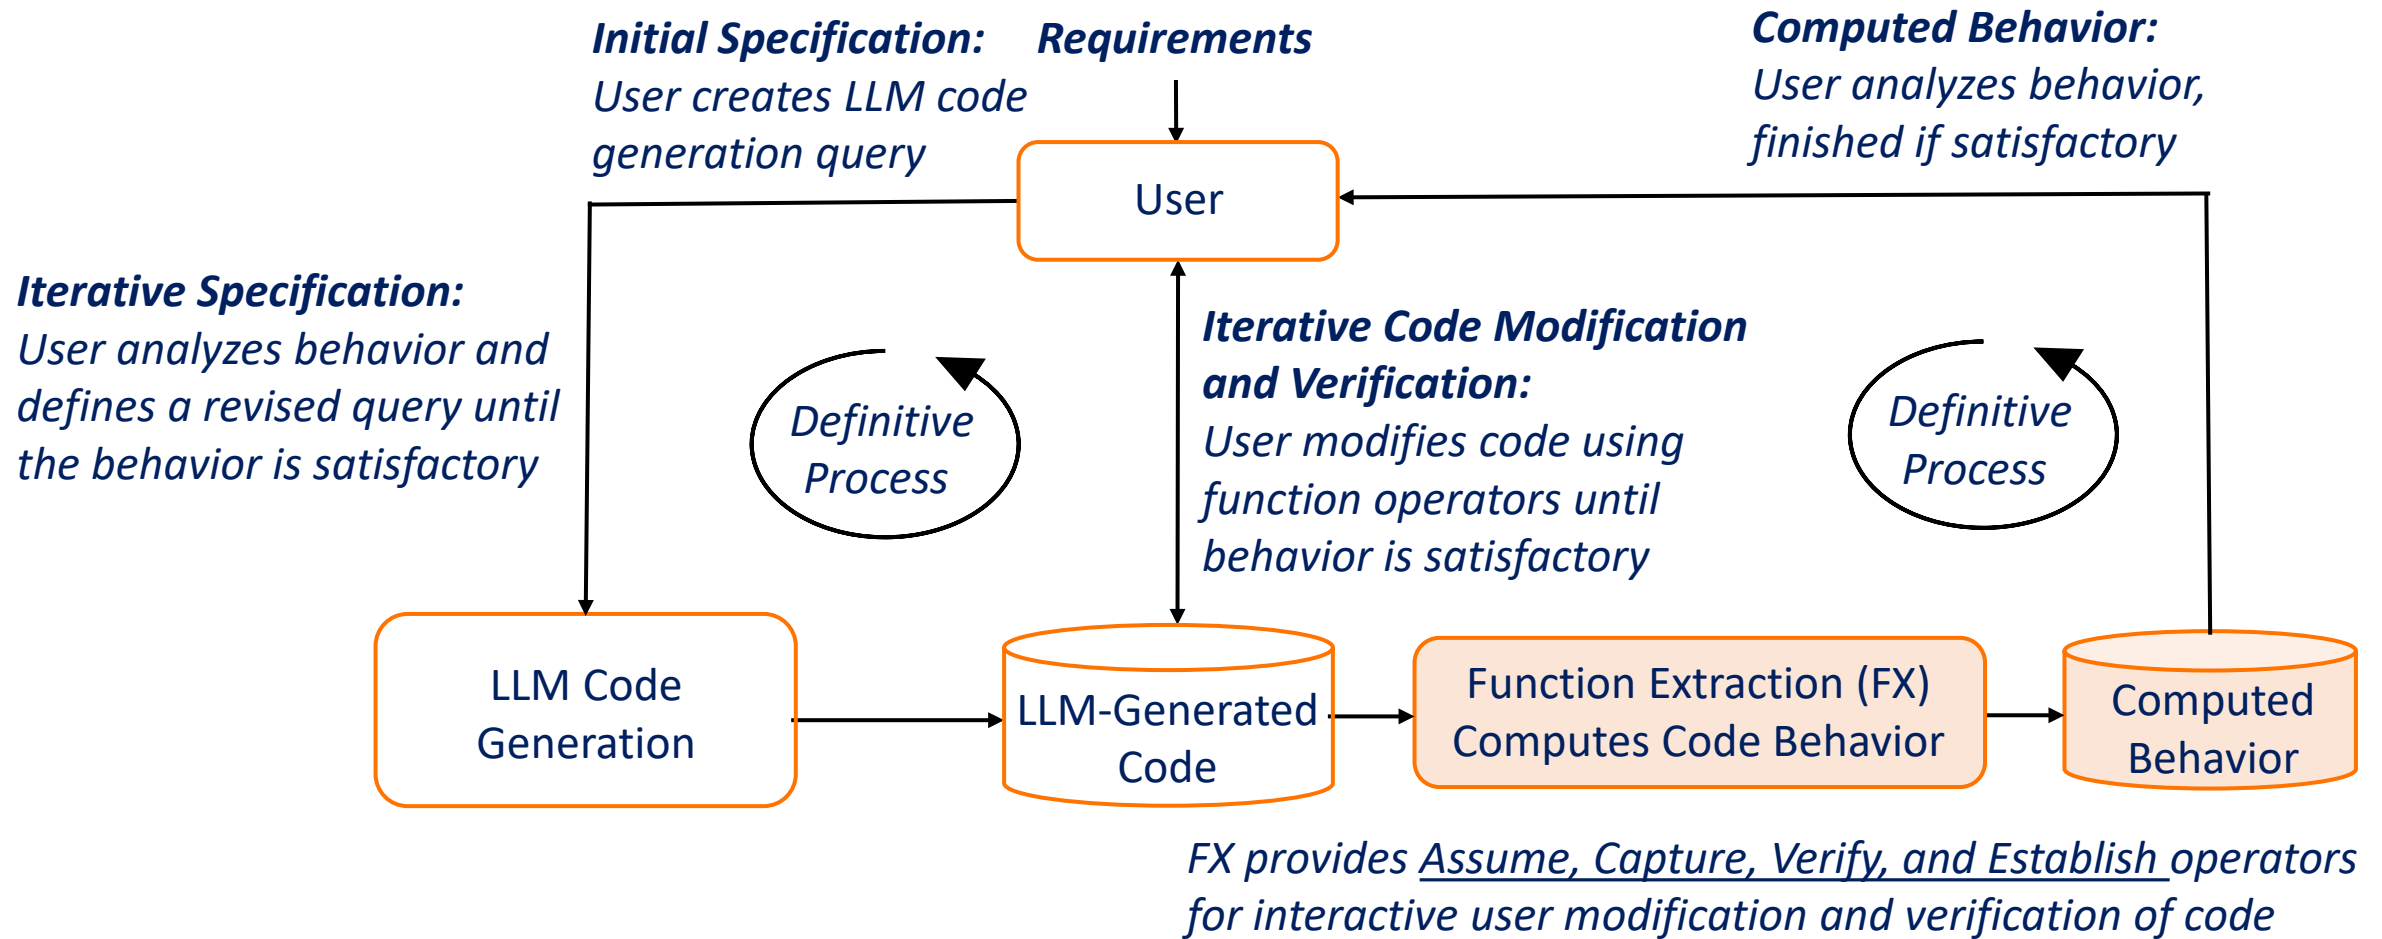 Initial Specification:
User creates LLM code
generation query
Requirements
Computed Behavior:
User analyzes behavior,
finished if satisfactory
User
Iterative Specification:
User analyzes behavior and
defines a revised query until
the behavior is satisfactory
Definitive
Process
Iterative Code Modification
and Verification:
User modifies code using
function operators until
behavior is satisfactory
Definitive
Process
LLM Code
Generation
LLM-Generated
Code
Function Extraction (FX)
Computes Code Behavior
Computed
Behavior
FX provides Assume, Capture, Verify, and Establish operators
for interactive user modification and verification of code